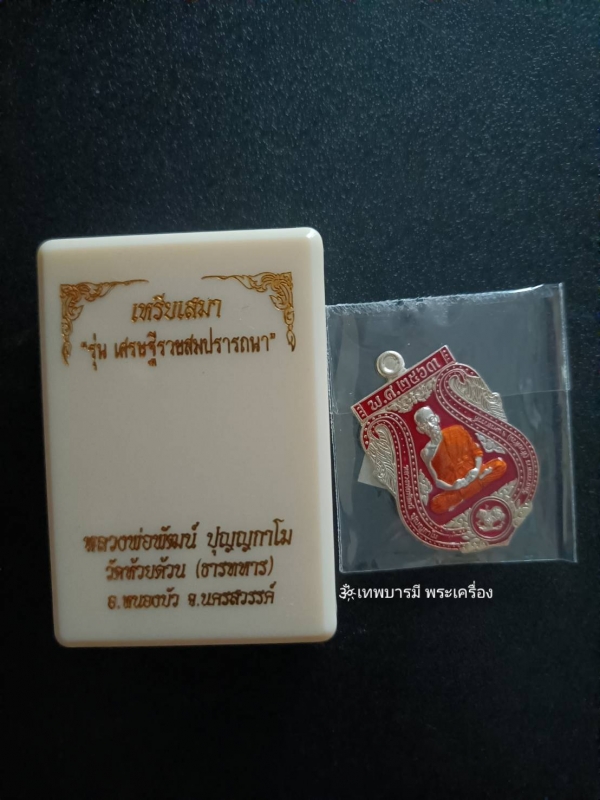 เหรียญเสมา
"รุ่น เศรษฐีรวยสมปรารถนา"
หลวงพ่อพัฒน์ ปุญญกาโม
วัดห้วยด้วน (ธารทหาร)
อ.หนองบัว จ.นครสวรรค์
พ.ศ.๒๕๖๓
เทพบารมี พระเครื่อง